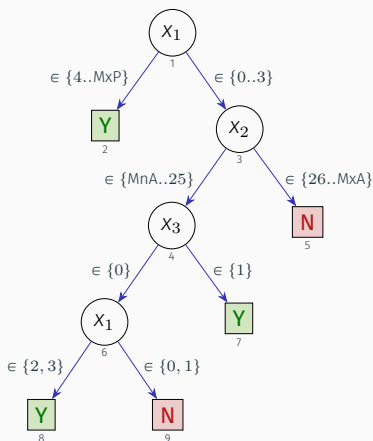 X₁
1
∈ {4..MxP} ∈ {0..3}
Y
2
X₂
3
∈ {MnA..25} ∈ {26..MxA}
X₃
4
N
5
∈ {0} ∈ {1}
X₁
6
Y
7
∈ {2, 3} ∈ {0, 1}
Y N
8 9